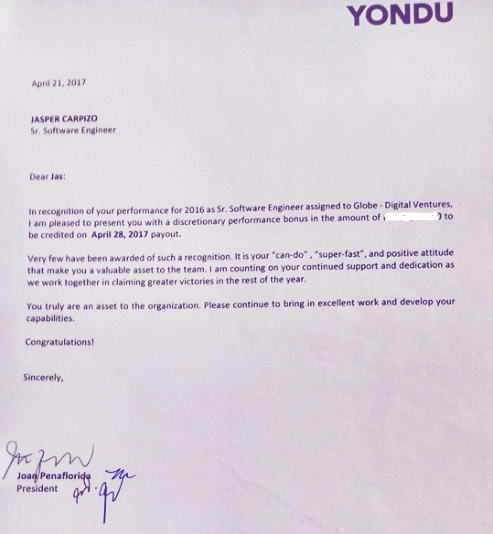 YONDU
April 21, 2017
JASPER CARPIZO
Sr. Software Engineer
Dear Jas:
In recognition of your performance for 2016 as Sr. Software Engineer assigned to Globe - Digital Ventures,
I am pleased to present you with a discretionary performance bonus in the amount of to
be credited on April 28, 2017 payout.
Very few have been awarded of such a recognition. It is your "can-do" , "super-fast", and positive attitude
that make you a valuable asset to the team. I am counting on your continued support and dedication as
we work together in claiming greater victories in the rest of the year.
You truly are an asset to the organization. Please continue to bring in excellent work and develop your
capabilities.
Congratulations!
Sincerely,
Joan Penaflorida
President